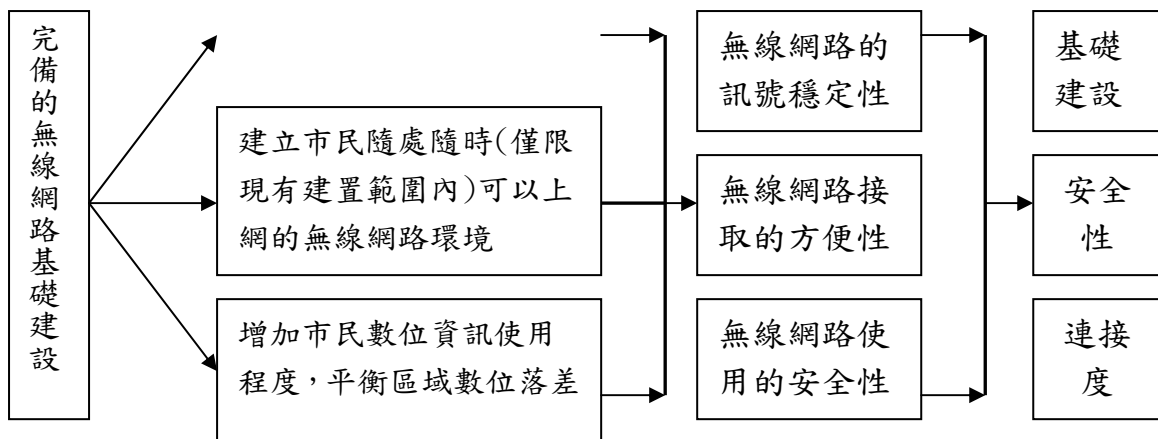 完備的無線網路基礎建設
建立市民隨處隨時(僅限
現有建置範圍內)可以上
網的無線網路環境
增加市民數位資訊使用
程度，平衡區域數位落差
無線網路的
訊號穩定性
無線網路接
取的方便性
無線網路使
用的安全性
基礎
建設
安全
性
連接
度